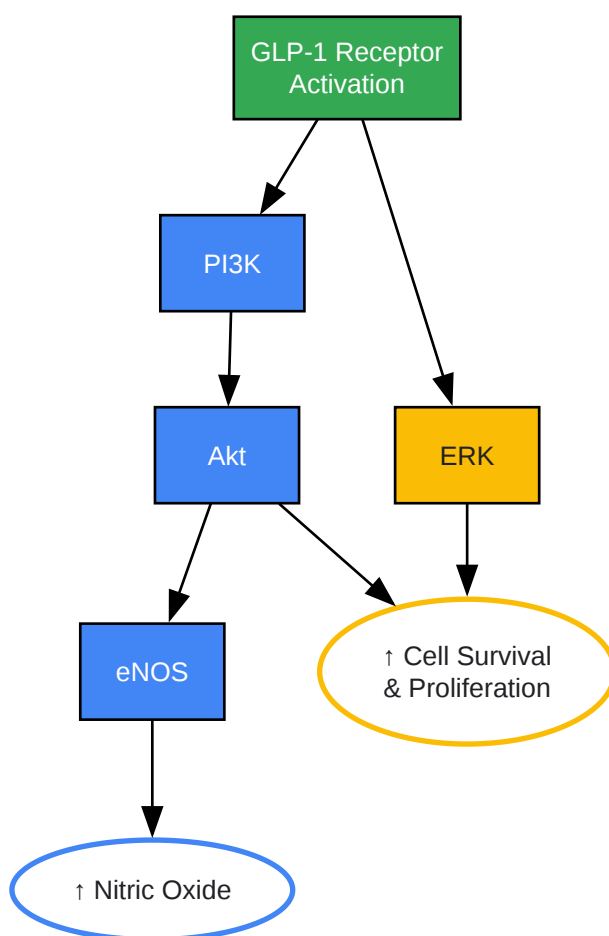 GLP-1 Receptor
Activation
PI3K
Akt
ERK
↑ Cell Survival
& Proliferation
eNOS
↑ Nitric Oxide